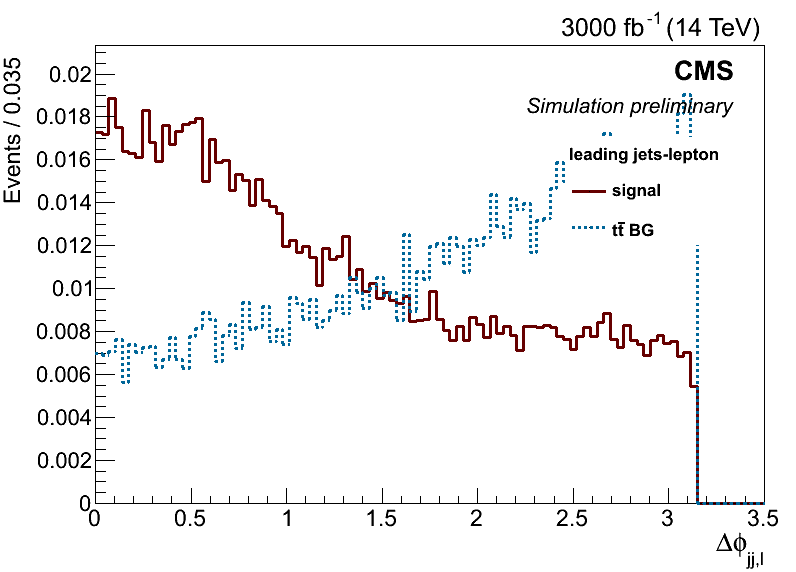 3000 fb⁻¹ (14 TeV)
CMS
Simulation preliminary
leading jets-lepton
signal
tt̄ BG
Events / 0.035
0.02
0.018
0.016
0.014
0.012
0.01
0.008
0.006
0.004
0.002
0
0 0.5 1 1.5 2 2.5 3 3.5
Δϕjj,l